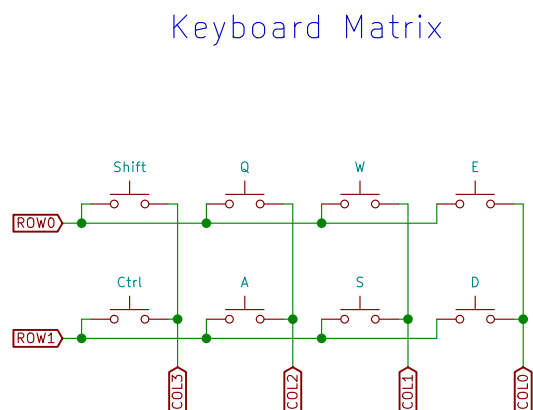 Keyboard Matrix
Shift Q W E
ROW0
Ctrl A S D
ROW1
COL3 COL2 COL1 COL0